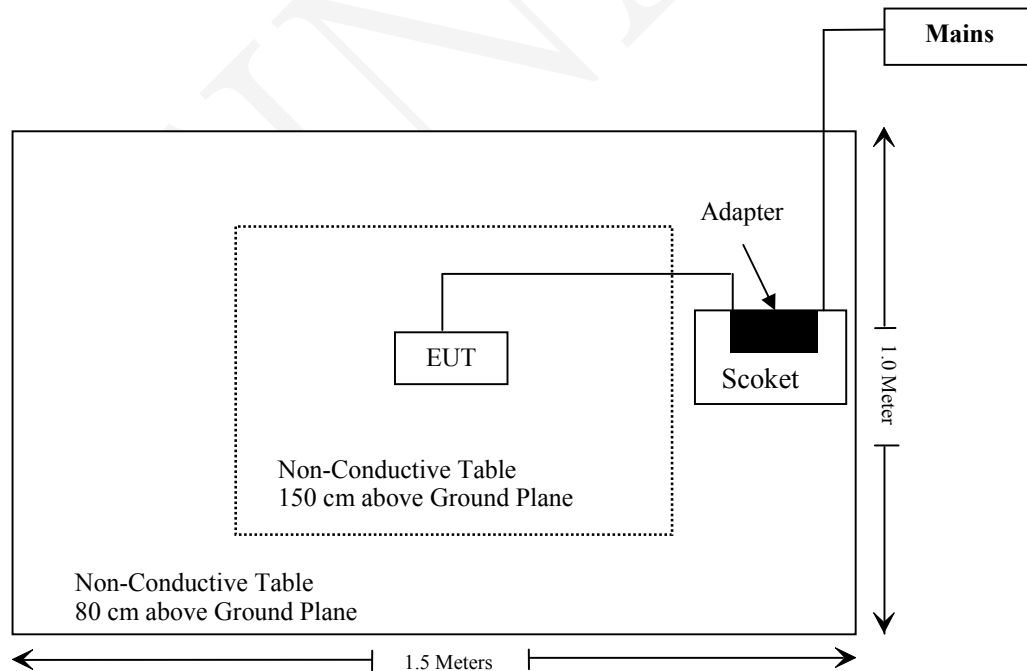 Mains
Adapter
EUT
Scoket
1.0 Meter
Non-Conductive Table
150 cm above Ground Plane
Non-Conductive Table
80 cm above Ground Plane
1.5 Meters